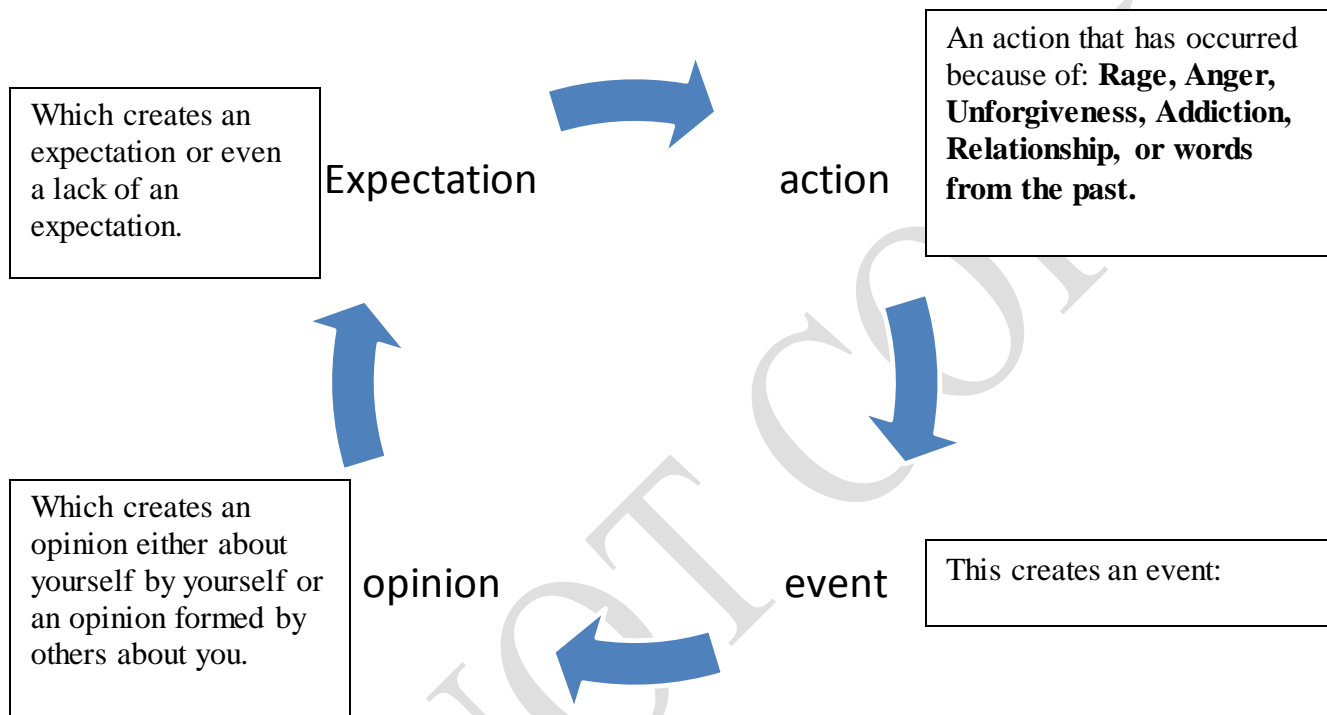 An action that has occurred
because of: Rage, Anger,
Unforgiveness, Addiction,
Relationship, or words
from the past.
Which creates an
expectation or even
a lack of an
expectation.
Expectation
action
Which creates an
opinion either about
yourself by yourself or
an opinion formed by
others about you.
opinion
event
This creates an event:
NOT COP